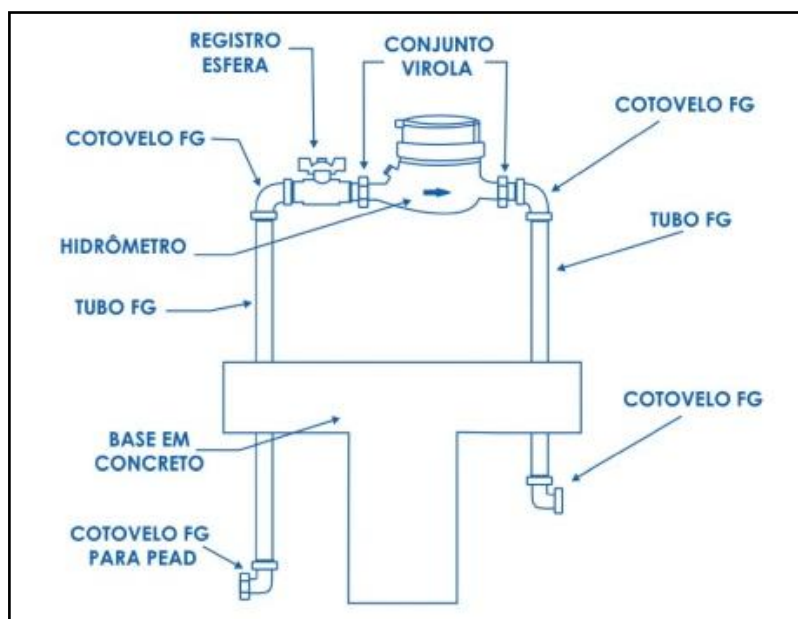 REGISTRO
ESFERA
CONJUNTO
VIROLA
COTOVELO FG
COTOVELO FG
HIDRÔMETRO
TUBO FG
TUBO FG
COTOVELO FG
BASE EM
CONCRETO
COTOVELO FG
PARA PEAD